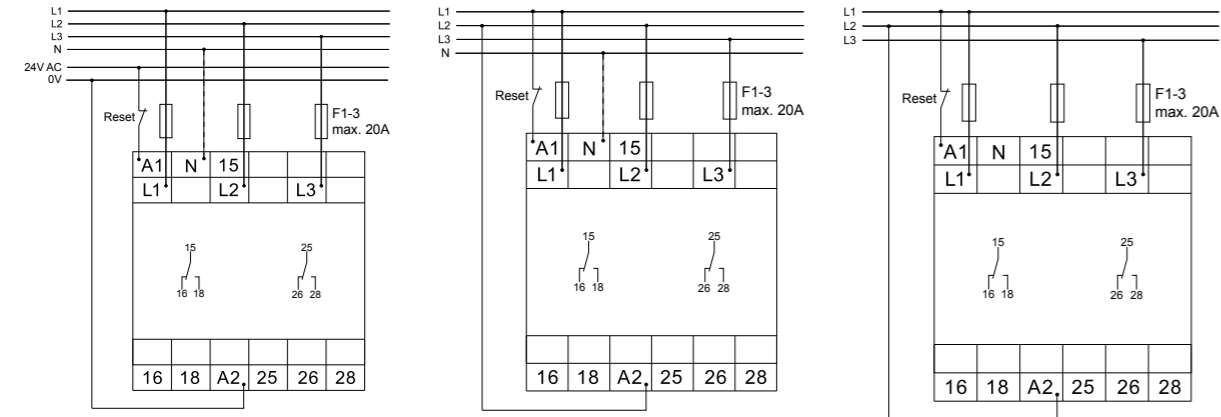 L1
L2
L3
N
24V AC
0V
Reset
F1-3
max. 20A
A1 N 15
L1 L2 L3
15 25
16 18 26 28
16 18 A2 25 26 28
L1
L2
L3
N
Reset
F1-3
max. 20A
A1 N 15
L1 L2 L3
15 25
16 18 26 28
16 18 A2 25 26 28
L1
L2
L3
Reset
F1-3
max. 20A
A1 N 15
L1 L2 L3
15 25
16 18 26 28
16 18 A2 25 26 28